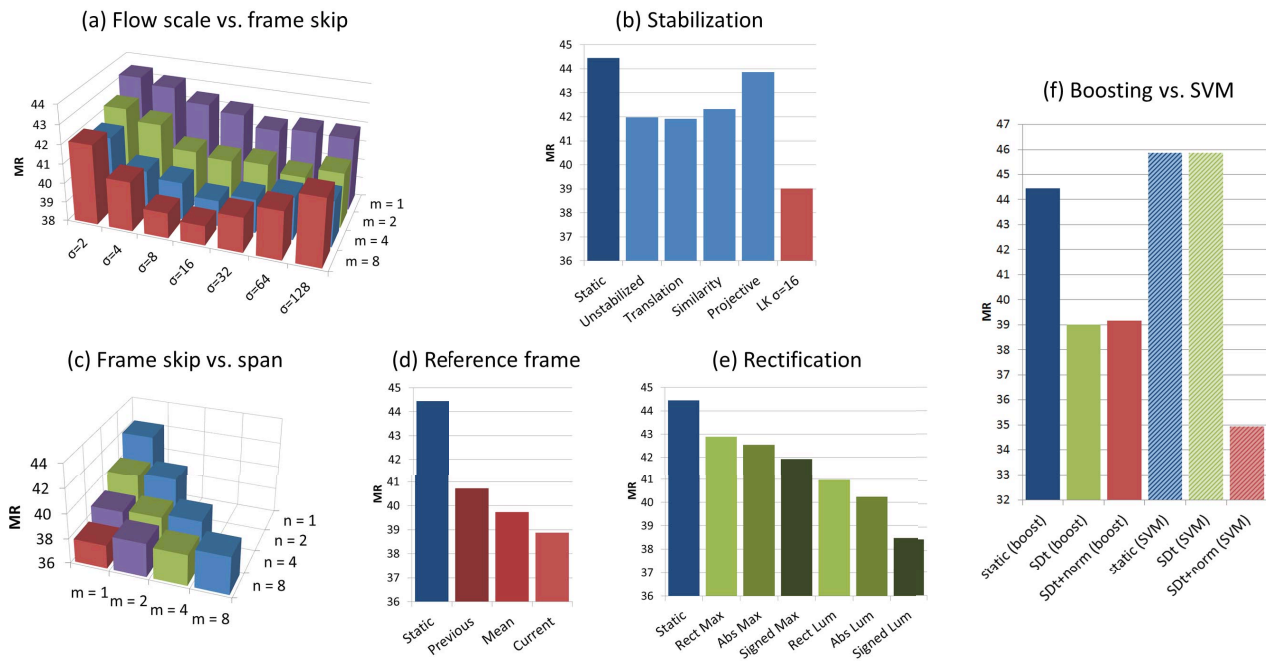 (a) Flow scale vs. frame skip
MR
44
43
42
41
40
39
38
σ=2
σ=4
σ=8
σ=16
σ=32
σ=64
σ=128
m = 1
m = 2
m = 4
m = 8
(b) Stabilization
MR
45
44
43
42
41
40
39
38
37
36
Static
Unstabilized
Translation
Similarity
Projective
LK σ=16
(c) Frame skip vs. span
MR
44
42
40
38
36
m = 1
m = 2
m = 4
m = 8
n = 1
n = 2
n = 4
n = 8
(d) Reference frame
MR
45
44
43
42
41
40
39
38
37
36
Static
Previous
Mean
Current
(e) Rectification
MR
45
44
43
42
41
40
39
38
37
36
Static
Rect Max
Abs Max
Signed Max
Rect Lum
Abs Lum
Signed Lum
(f) Boosting vs. SVM
MR
47
45
44
43
42
41
40
39
38
37
36
35
34
33
32
static (boost)
SDt (boost)
SDt+norm (boost)
static (SVM)
SDt (SVM)
SDt+norm (SVM)